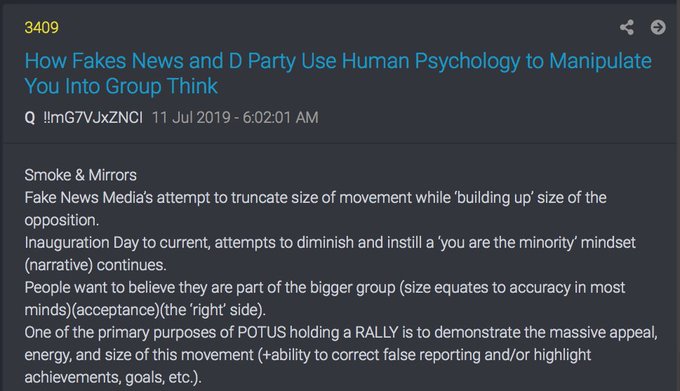 3409
How Fakes News and D Party Use Human Psychology to Manipulate
You Into Group Think
Q !!mG7VJxZNCI 11 Jul 2019 - 6:02:01 AM
Smoke & Mirrors
Fake News Media's attempt to truncate size of movement while 'building up' size of the
opposition.
Inauguration Day to current, attempts to diminish and instill a 'you are the minority' mindset
(narrative) continues.
People want to believe they are part of the bigger group (size equates to accuracy in most
minds)(acceptance)(the 'right' side).
One of the primary purposes of POTUS holding a RALLY is to demonstrate the massive appeal,
energy, and size of this movement (+ability to correct false reporting and/or highlight
achievements, goals, etc.).